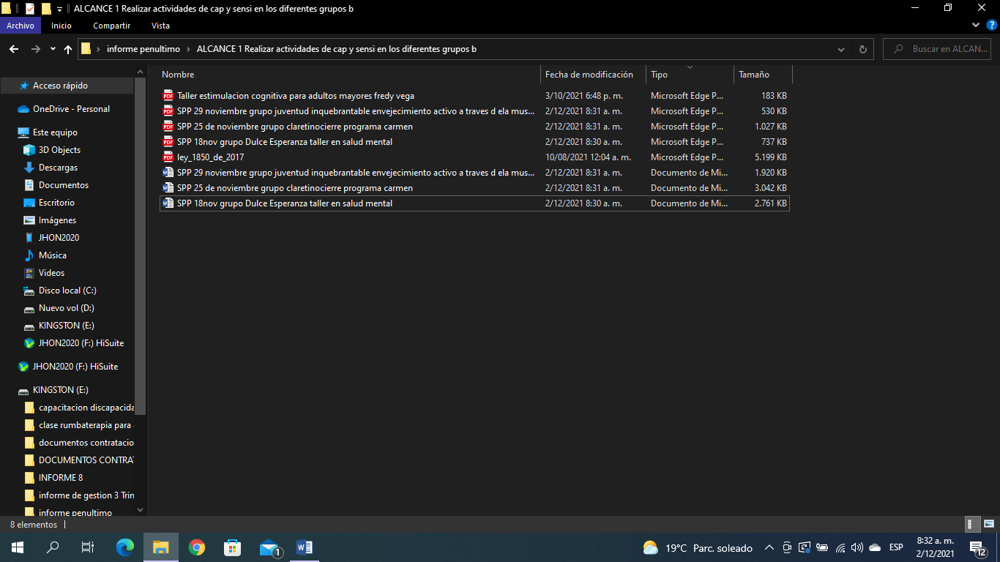 ALCANCE 1 Realizar actividades de cap y sensi en los diferentes grupos b
Archivo Inicio Compartir Vista
informe penultimo › ALCANCE 1 Realizar actividades de cap y sensi en los diferentes grupos b
Buscar en ALCAN...
Acceso rápido
OneDrive - Personal
Este equipo
3D Objects
Descargas
Documentos
Escritorio
Imágenes
JHON2020
Música
Videos
Disco local (C:)
Nuevo vol (D:)
KINGSTON (E:)
JHON2020 (F:) HiSuite
JHON2020 (F:) HiSuite
KINGSTON (E:)
capacitacion discapacida
clase rumbaterapia para
documentos contratacio
DOCUMENTOS CONTRAT
INFORME 8
informe de gestion 3 Trin
informe penultimo
Nombre Fecha de modificación Tipo Tamaño
Taller estimulacion cognitiva para adultos mayores fredy vega 3/10/2021 6:48 p. m. Microsoft Edge P... 183 KB
SPP 29 noviembre grupo juventud inquebrantable envejecimiento activo a traves d ela mus... 2/12/2021 8:31 a. m. Microsoft Edge P... 530 KB
SPP 25 de noviembre grupo claretinocierre programa carmen 2/12/2021 8:31 a. m. Microsoft Edge P... 1.027 KB
SPP 18nov grupo Dulce Esperanza taller en salud mental 2/12/2021 8:30 a. m. Microsoft Edge P... 737 KB
ley_1850_de_2017 10/08/2021 12:04 a. m. Microsoft Edge P... 5.199 KB
SPP 29 noviembre grupo juventud inquebrantable envejecimiento activo a traves d ela mus... 2/12/2021 8:31 a. m. Documento de Mi... 1.920 KB
SPP 25 de noviembre grupo claretinocierre programa carmen 2/12/2021 8:31 a. m. Documento de Mi... 3.042 KB
SPP 18nov grupo Dulce Esperanza taller en salud mental 2/12/2021 8:30 a. m. Documento de Mi... 2.761 KB
8 elementos
1
19°C Parc. soleado
ESP
8:32 a. m.
2/12/2021
12